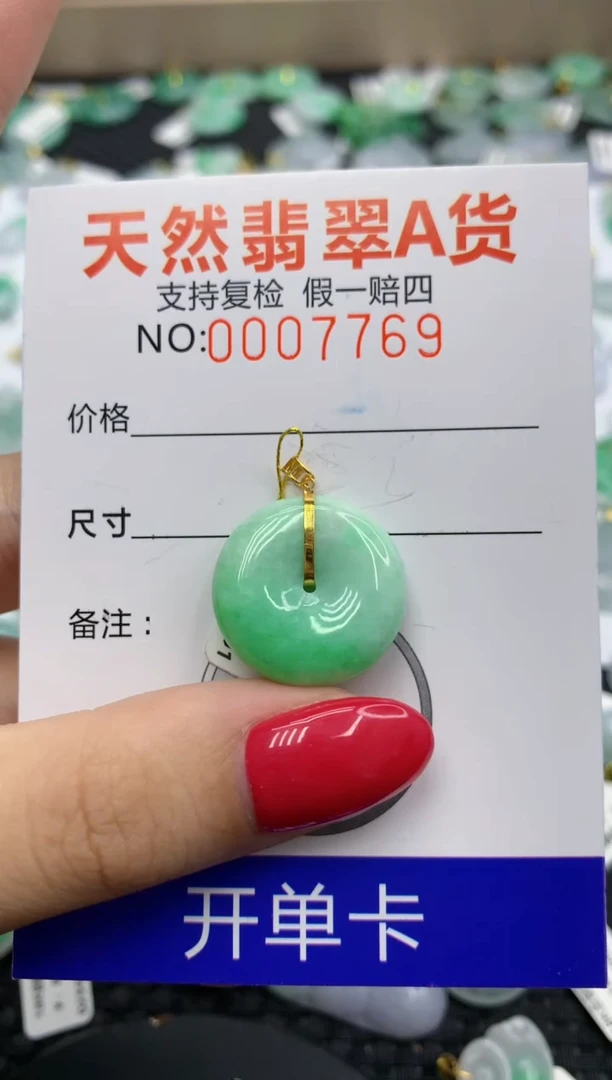 天然翡翠A货
支持复检 假一赔四
NO:0007769
价格
尺寸
备注：
开单卡